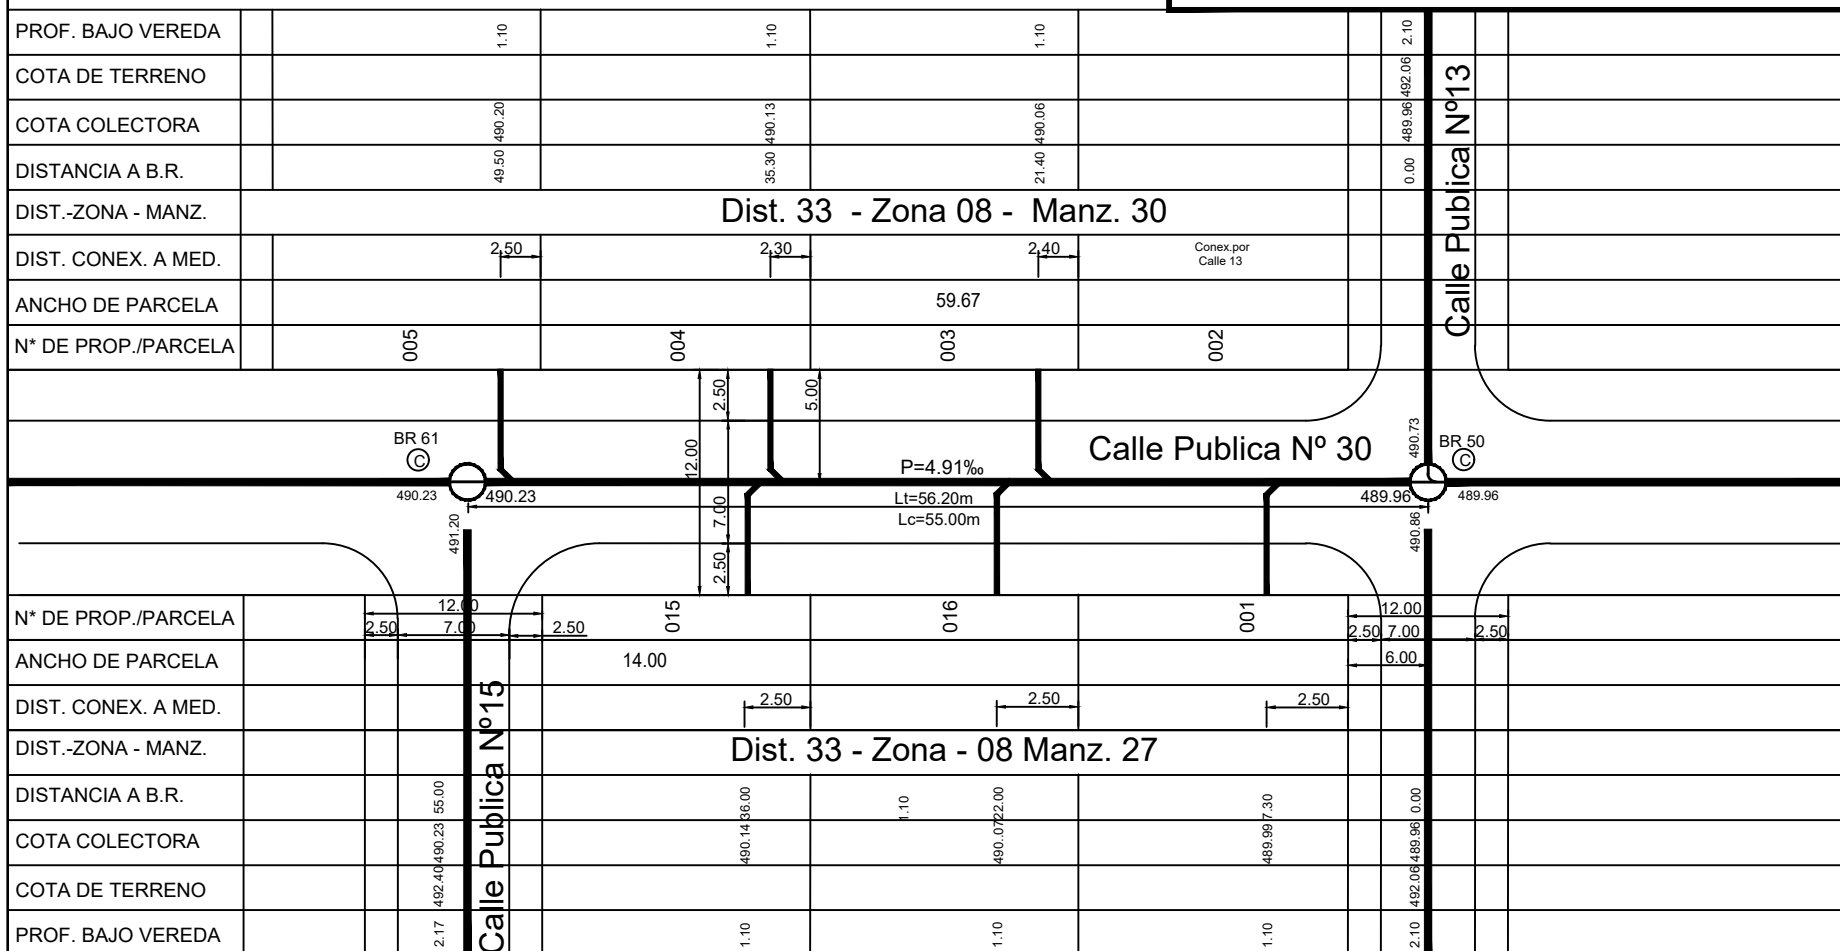 PROF. BAJO VEREDA 1.10 1.10 1.10 2.10
COTA DE TERRENO 492.06
COTA COLECTORA 490.20 490.13 490.06 489.96
DISTANCIA A B.R. 49.50 35.30 21.40 0.00
Calle Publica Nº13
DIST.-ZONA - MANZ. Dist. 33 - Zona 08 - Manz. 30
DIST. CONEX. A MED. 2.50 2.30 2.40 Conex.por
Calle 13
ANCHO DE PARCELA 59.67
N* DE PROP./PARCELA 005 004 003 002
2.50 5.00
12.00
7.00
2.50
BR 61
C
Calle Publica Nº 30
490.73
BR 50
C
P=4.91‰
490.23 490.23 Lt=56.20m 489.96 489.96
Lc=55.00m
491.20 490.86
N* DE PROP./PARCELA 12.00 015 016 001 12.00
2.50 7.00 2.50 2.50 7.00 2.50
ANCHO DE PARCELA 14.00 6.00
DIST. CONEX. A MED. 2.50 2.50 2.50
Calle Publica Nº15
DIST.-ZONA - MANZ. Dist. 33 - Zona - 08 Manz. 27
DISTANCIA A B.R. 55.00 36.00 1.10 22.00 7.30 0.00
COTA COLECTORA 490.23 490.14 490.07 489.99 489.96
COTA DE TERRENO 492.40 492.06
PROF. BAJO VEREDA 2.17 1.10 1.10 1.10 2.10